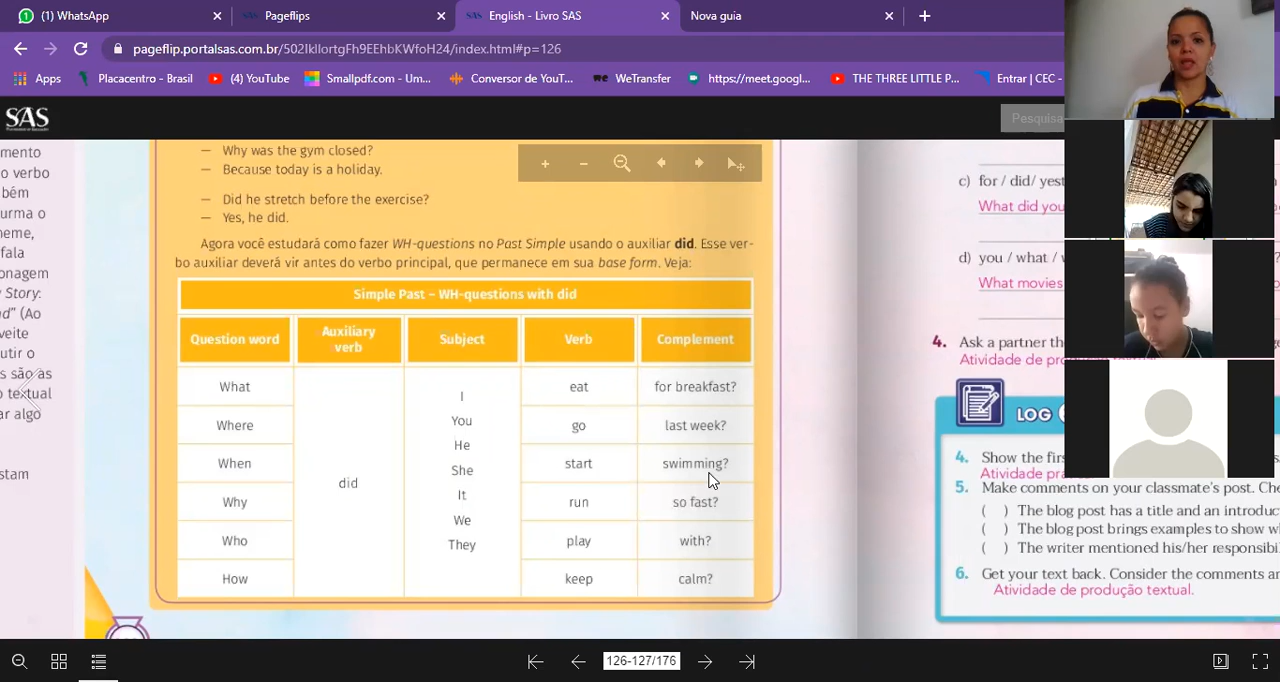 (1) WhatsApp
Pageflips
English - Livro SAS
Nova guia
pageflip.portalsas.com.br/502IkllortgFh9EEhbKWfoH24/index.html#p=126
Apps
Placacentro - Brasil
(4) YouTube
Smallpdf.com - Um...
Conversor de YouT...
WeTransfer
https://meet.googl...
THE THREE LITTLE P...
Entrar | CEC -
SAS
Pesquisa
mento
o verbo
bém
urma o
neme,
fala
onagem
y Story:
d" (Ao
veite
utir o
s são as
o textual
ar algo
stam
— Why was the gym closed?
— Because today is a holiday.
— Did he stretch before the exercise?
— Yes, he did.
Agora você estudará como fazer WH-questions no Past Simple usando o auxiliar did. Esse ver-
bo auxiliar deverá vir antes do verbo principal, que permanece em sua base form. Veja:
Simple Past – WH-questions with did
Question word Auxiliary verb Subject Verb Complement
What eat for breakfast?
I
You
Where go last week?
He
When start swimming?
She
did
It
Why run so fast?
We
Who play with?
They
How keep calm?
c) for / did/ yest
What did you
d) you / what /
What movies
4. Ask a partner th
Atividade de produção textual.
LOG
4. Show the firs
Atividade prá
5. Make comments on your classmate's post. Che
( ) The blog post has a title and an introduc
( ) The blog post brings examples to show w
( ) The writer mentioned his/her responsibi
6. Get your text back. Consider the comments an
Atividade de produção textual.
126-127/176